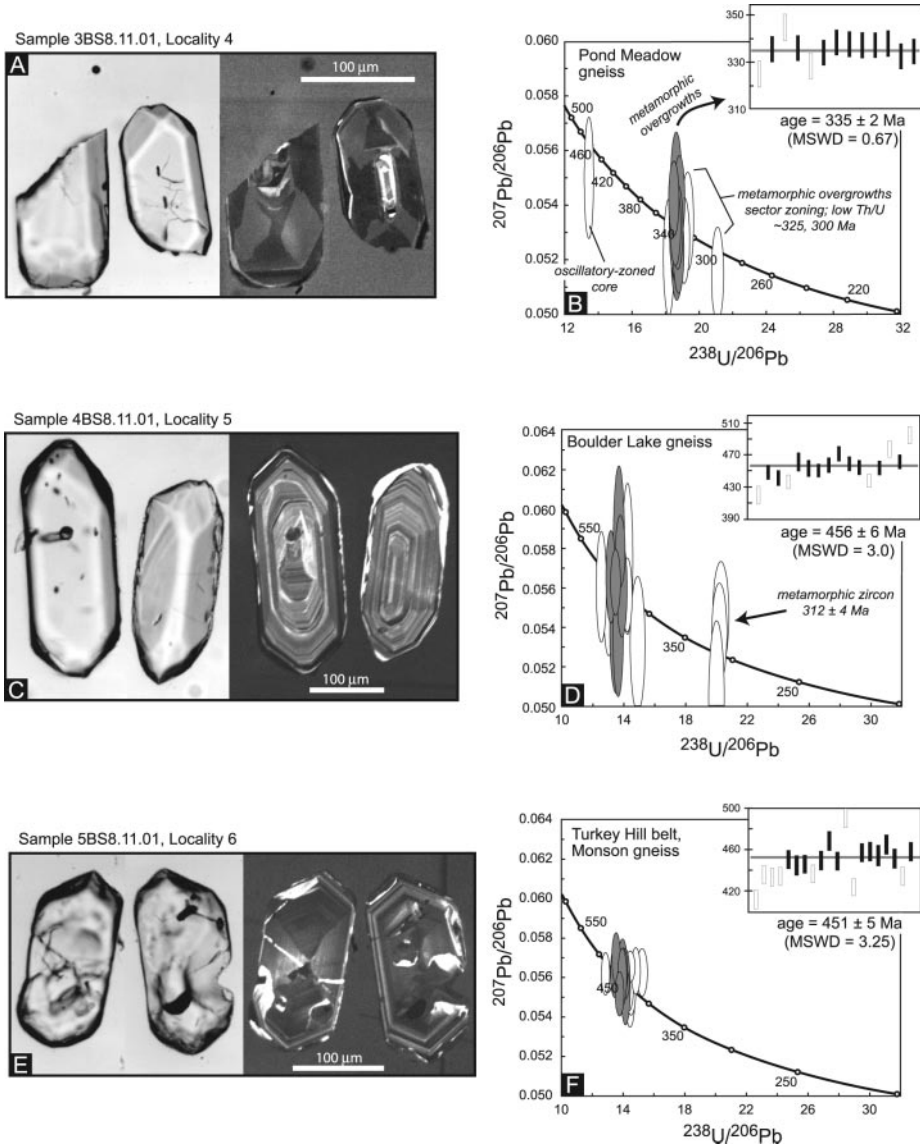 Sample 3BS8.11.01, Locality 4
A
100 μm
0.060
0.058
0.056
0.054
0.052
0.050
207Pb/206Pb
12 16 20 24 28 32
238U/206Pb
Pond Meadow
gneiss
500
460
420
380
340
300
260
220
metamorphic
overgrowths
oscillatory-zoned
core
metamorphic overgrowths
sector zoning; low Th/U
~325, 300 Ma
350
330
310
age = 335 ± 2 Ma
(MSWD = 0.67)
B
Sample 4BS8.11.01, Locality 5
C
100 μm
0.064
0.062
0.060
0.058
0.056
0.054
0.052
0.050
207Pb/206Pb
10 14 18 22 26 30
238U/206Pb
Boulder Lake gneiss
550
350
250
510
470
430
390
age = 456 ± 6 Ma
(MSWD = 3.0)
metamorphic zircon
312 ± 4 Ma
D
Sample 5BS8.11.01, Locality 6
E
100 μm
0.064
0.062
0.060
0.058
0.056
0.054
0.052
0.050
207Pb/206Pb
10 14 18 22 26 30
238U/206Pb
Turkey Hill belt,
Monson gneiss
550
450
350
250
500
460
420
age = 451 ± 5 Ma
(MSWD = 3.25)
F